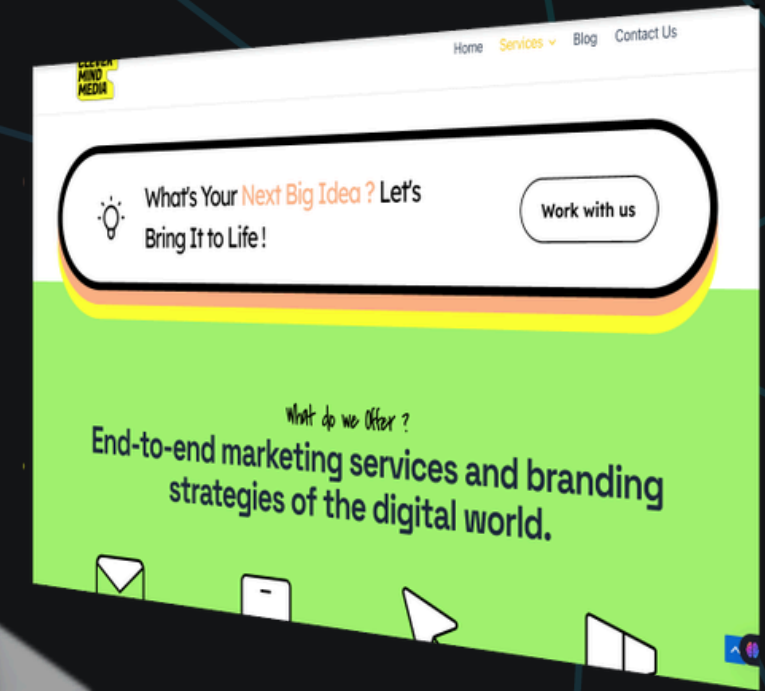 CLEVER
MIND
MEDIA
Home Services Blog Contact Us
What's Your Next Big Idea ? Let's
Bring It to Life !
Work with us
What do we Offer ?
End-to-end marketing services and branding
strategies of the digital world.